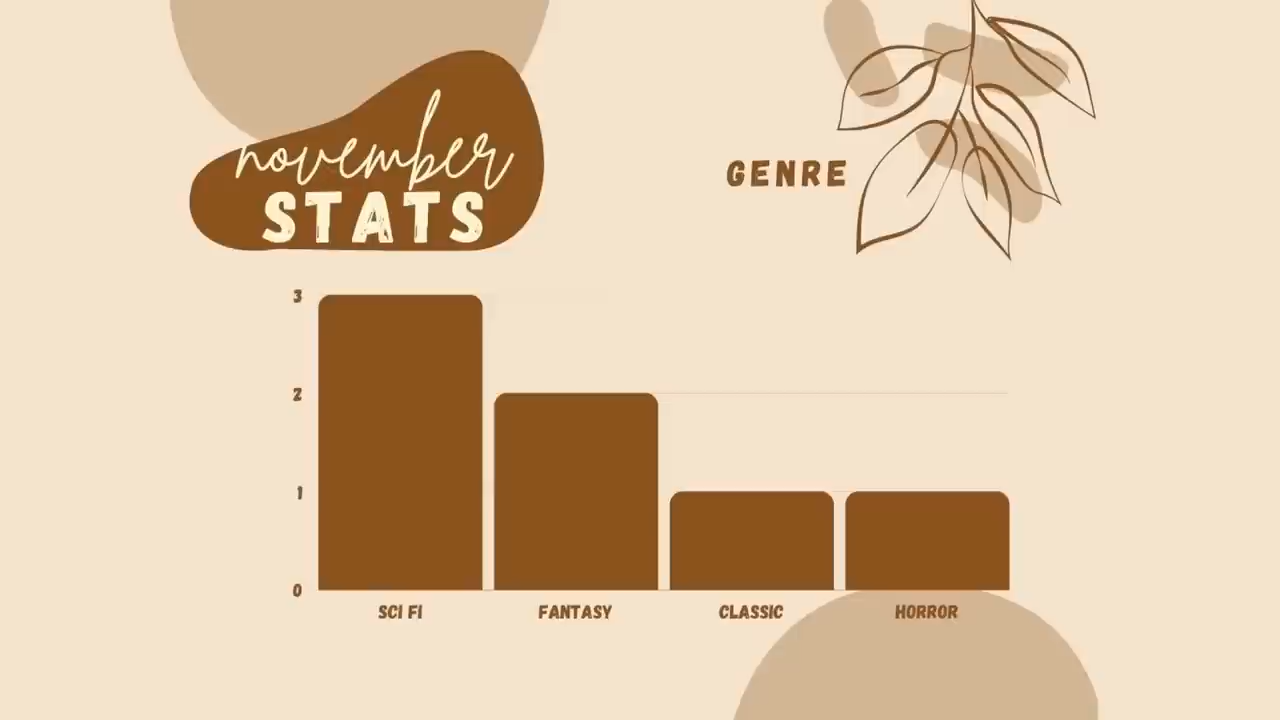 november
STATS
GENRE
3
2
1
0
SCI FI
FANTASY
CLASSIC
HORROR